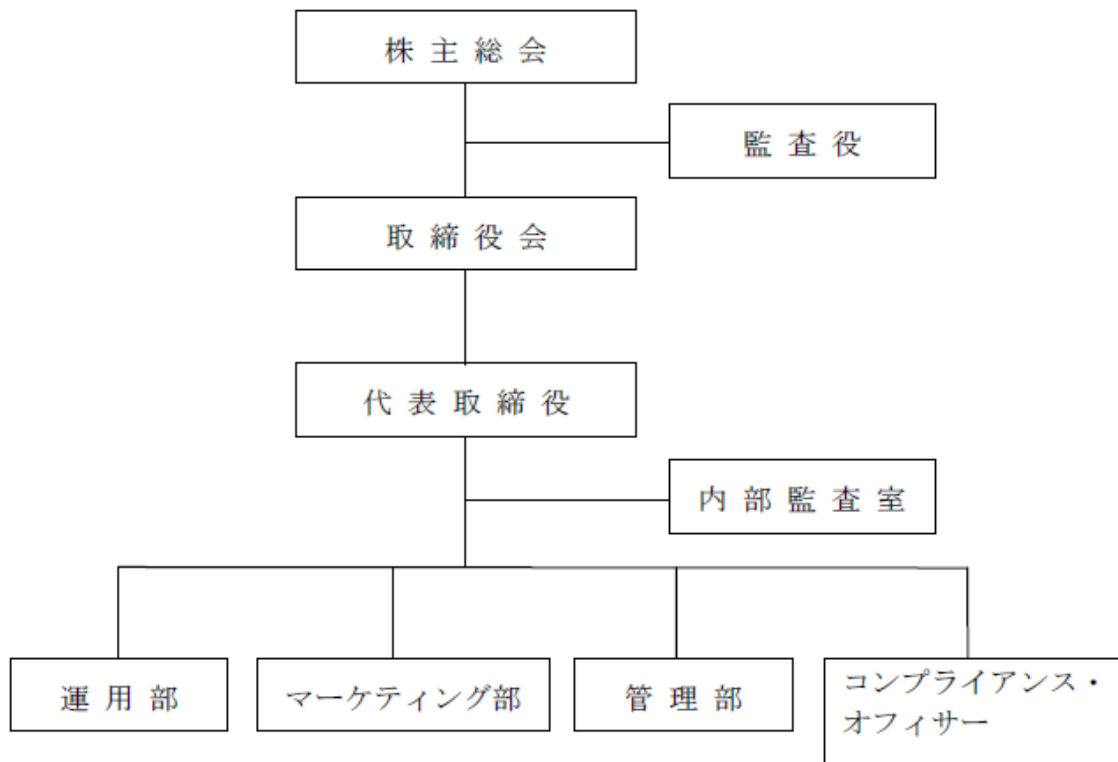 株主総会
監査役
取締役会
代表取締役
内部監査室
運用部
マーケティング部
管理部
コンプライアンス・
オフィサー